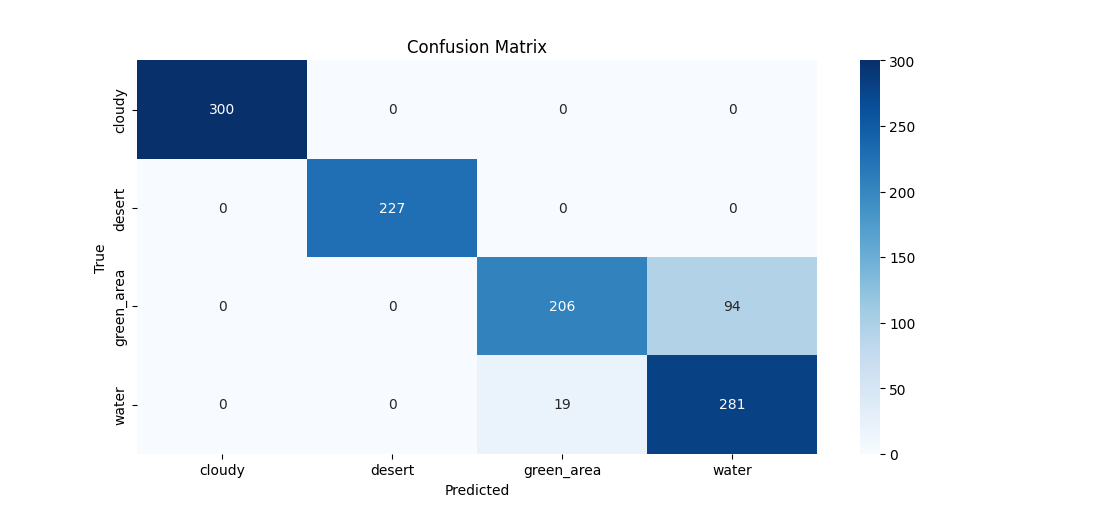 Confusion Matrix
True
cloudy 300 0 0 0
desert 0 227 0 0
green_area 0 0 206 94
water 0 0 19 281
cloudy desert green_area water
Predicted
300
250
200
150
100
50
0